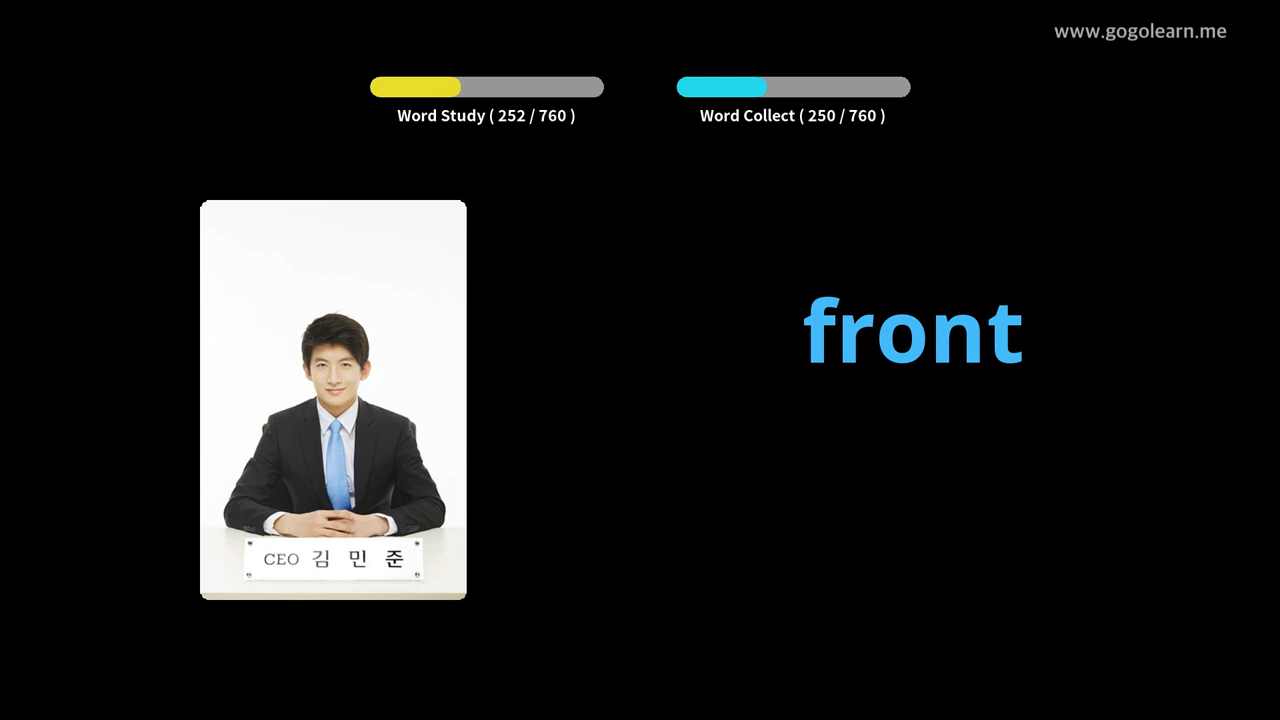 www.gogolearn.me
Word Study ( 252 / 760 )
Word Collect ( 250 / 760 )
front
CEO 김 민 준